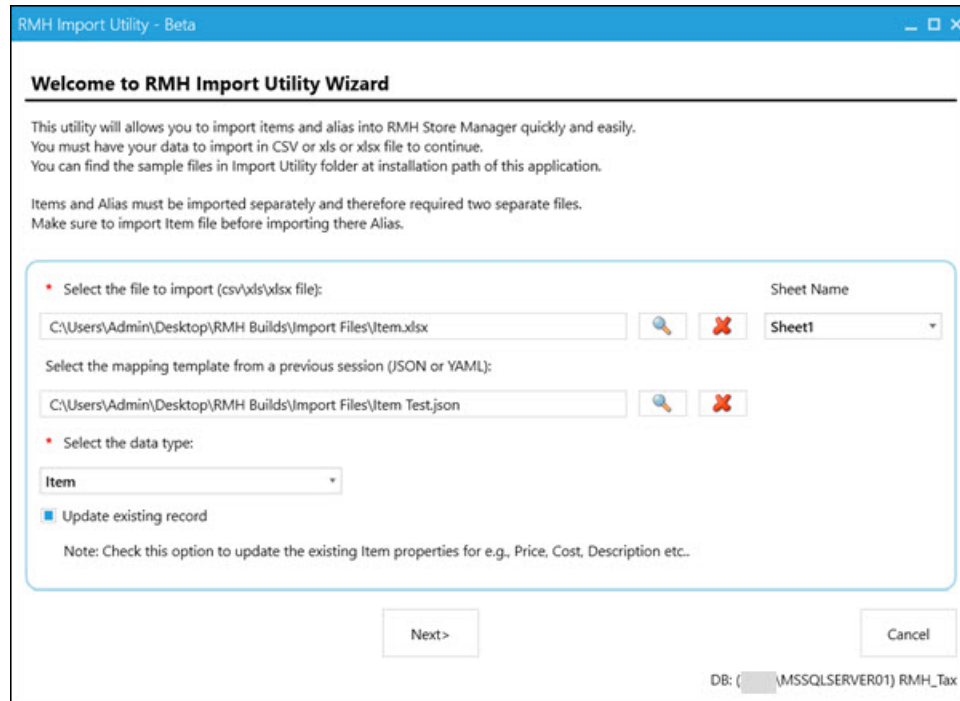 RMH Import Utility - Beta
Welcome to RMH Import Utility Wizard
This utility will allows you to import items and alias into RMH Store Manager quickly and easily.
You must have your data to import in CSV or xls or xlsx file to continue.
You can find the sample files in Import Utility folder at installation path of this application.
Items and Alias must be imported separately and therefore required two separate files.
Make sure to import Item file before importing there Alias.
* Select the file to import (csv\xls\xlsx file): Sheet Name
C:\Users\Admin\Desktop\RMH Builds\Import Files\Item.xlsx Sheet1
Select the mapping template from a previous session (JSON or YAML):
C:\Users\Admin\Desktop\RMH Builds\Import Files\Item Test.json
* Select the data type:
Item
Update existing record
Note: Check this option to update the existing Item properties for e.g., Price, Cost, Description etc..
Next> Cancel
DB: ( \MSSQLSERVER01) RMH_Tax